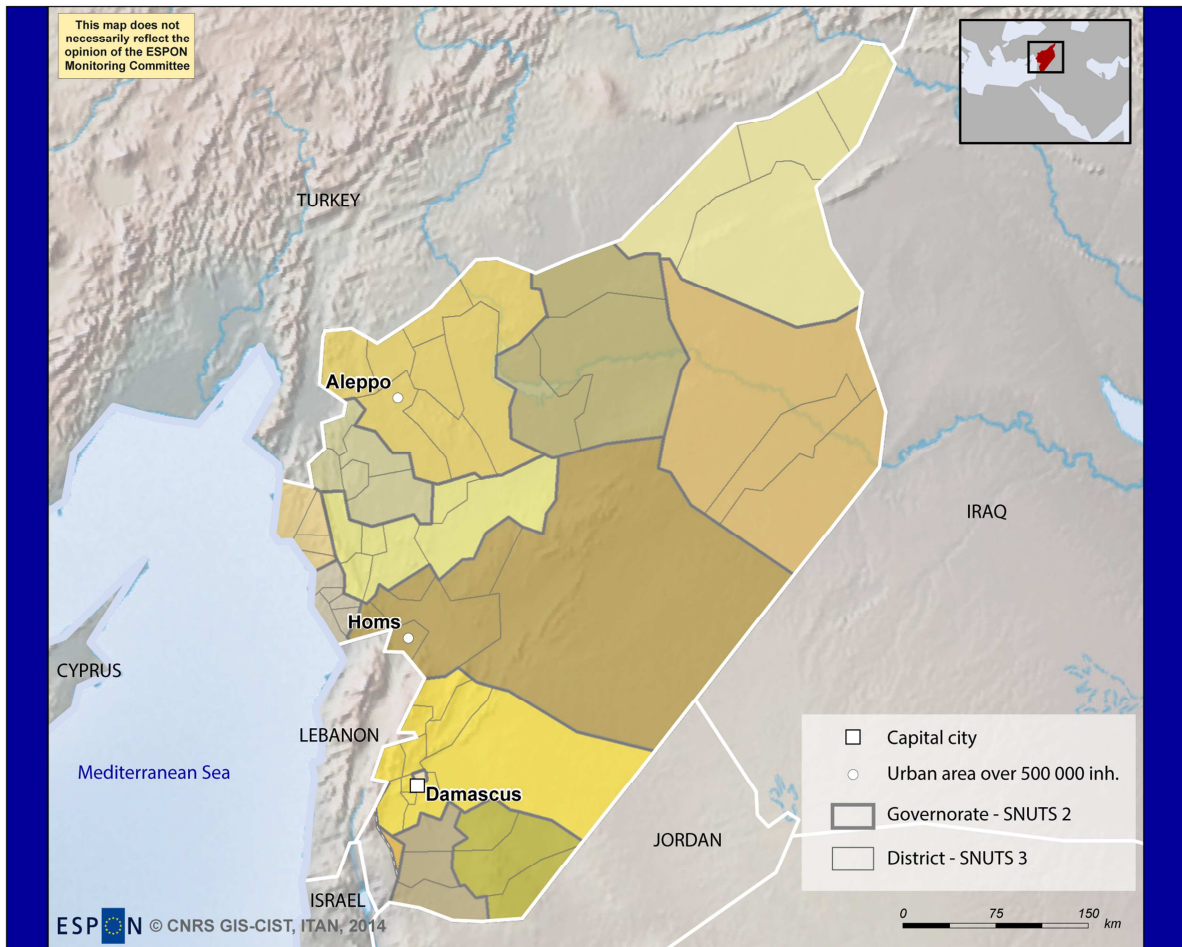 This map does not
necessarily reflect the
opinion of the ESPON
Monitoring Committee
TURKEY
Aleppo
IRAQ
Homs
CYPRUS
LEBANON
Mediterranean Sea
Damascus
JORDAN
ISRAEL
Capital city
Urban area over 500 000 inh.
Governorate - SNUTS 2
District - SNUTS 3
ESPON © CNRS GIS-CIST, ITAN, 2014
0 75 150
km